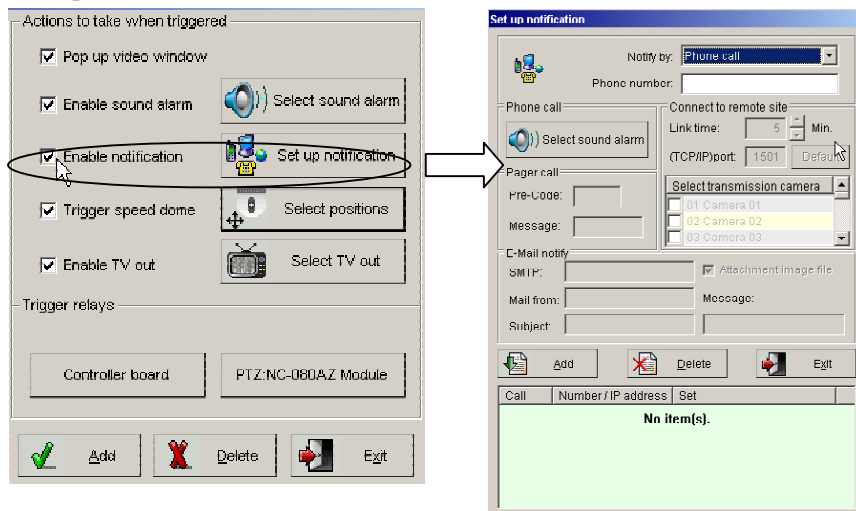 Actions to take when triggered
Pop up video window
Enable sound alarm
Select sound alarm
Enable notification
Set up notification
Trigger speed dome
Select positions
Enable TV out
Select TV out
Trigger relays
Controller board
PTZ:NC-080AZ Module
Add
Delete
Exit
Set up notification
Notify by:
Phone call
Phone number:
Phone call
Select sound alarm
Connect to remote site
Link time:
5
Min.
(TCP/IP)port:
1501
Default
Pager call
Pre-Code:
Message:
Select transmission camera
01 Camera 01
02 Camera 02
03 Camera 03
E-Mail notify
SMTP:
Attachment image file
Mail from:
Message:
Subject:
Add
Delete
Exit
Call
Number / IP address
Set
No item(s).